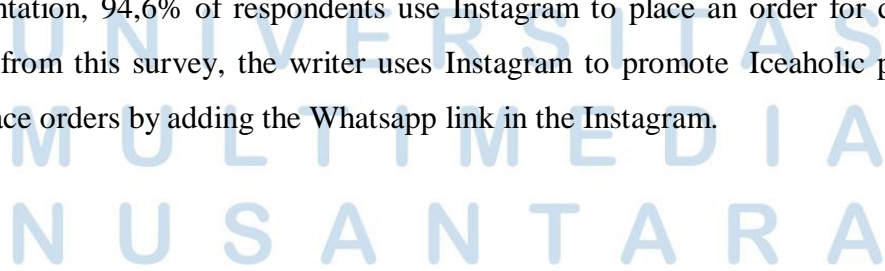 ntation, 94,6% of respondents use Instagram to place an order for
from this survey, the writer uses Instagram to promote Iceaholic
ace orders by adding the Whatsapp link in the Instagram.
UNIVERSITAS
MULTIMEDIA
NUSANTARA